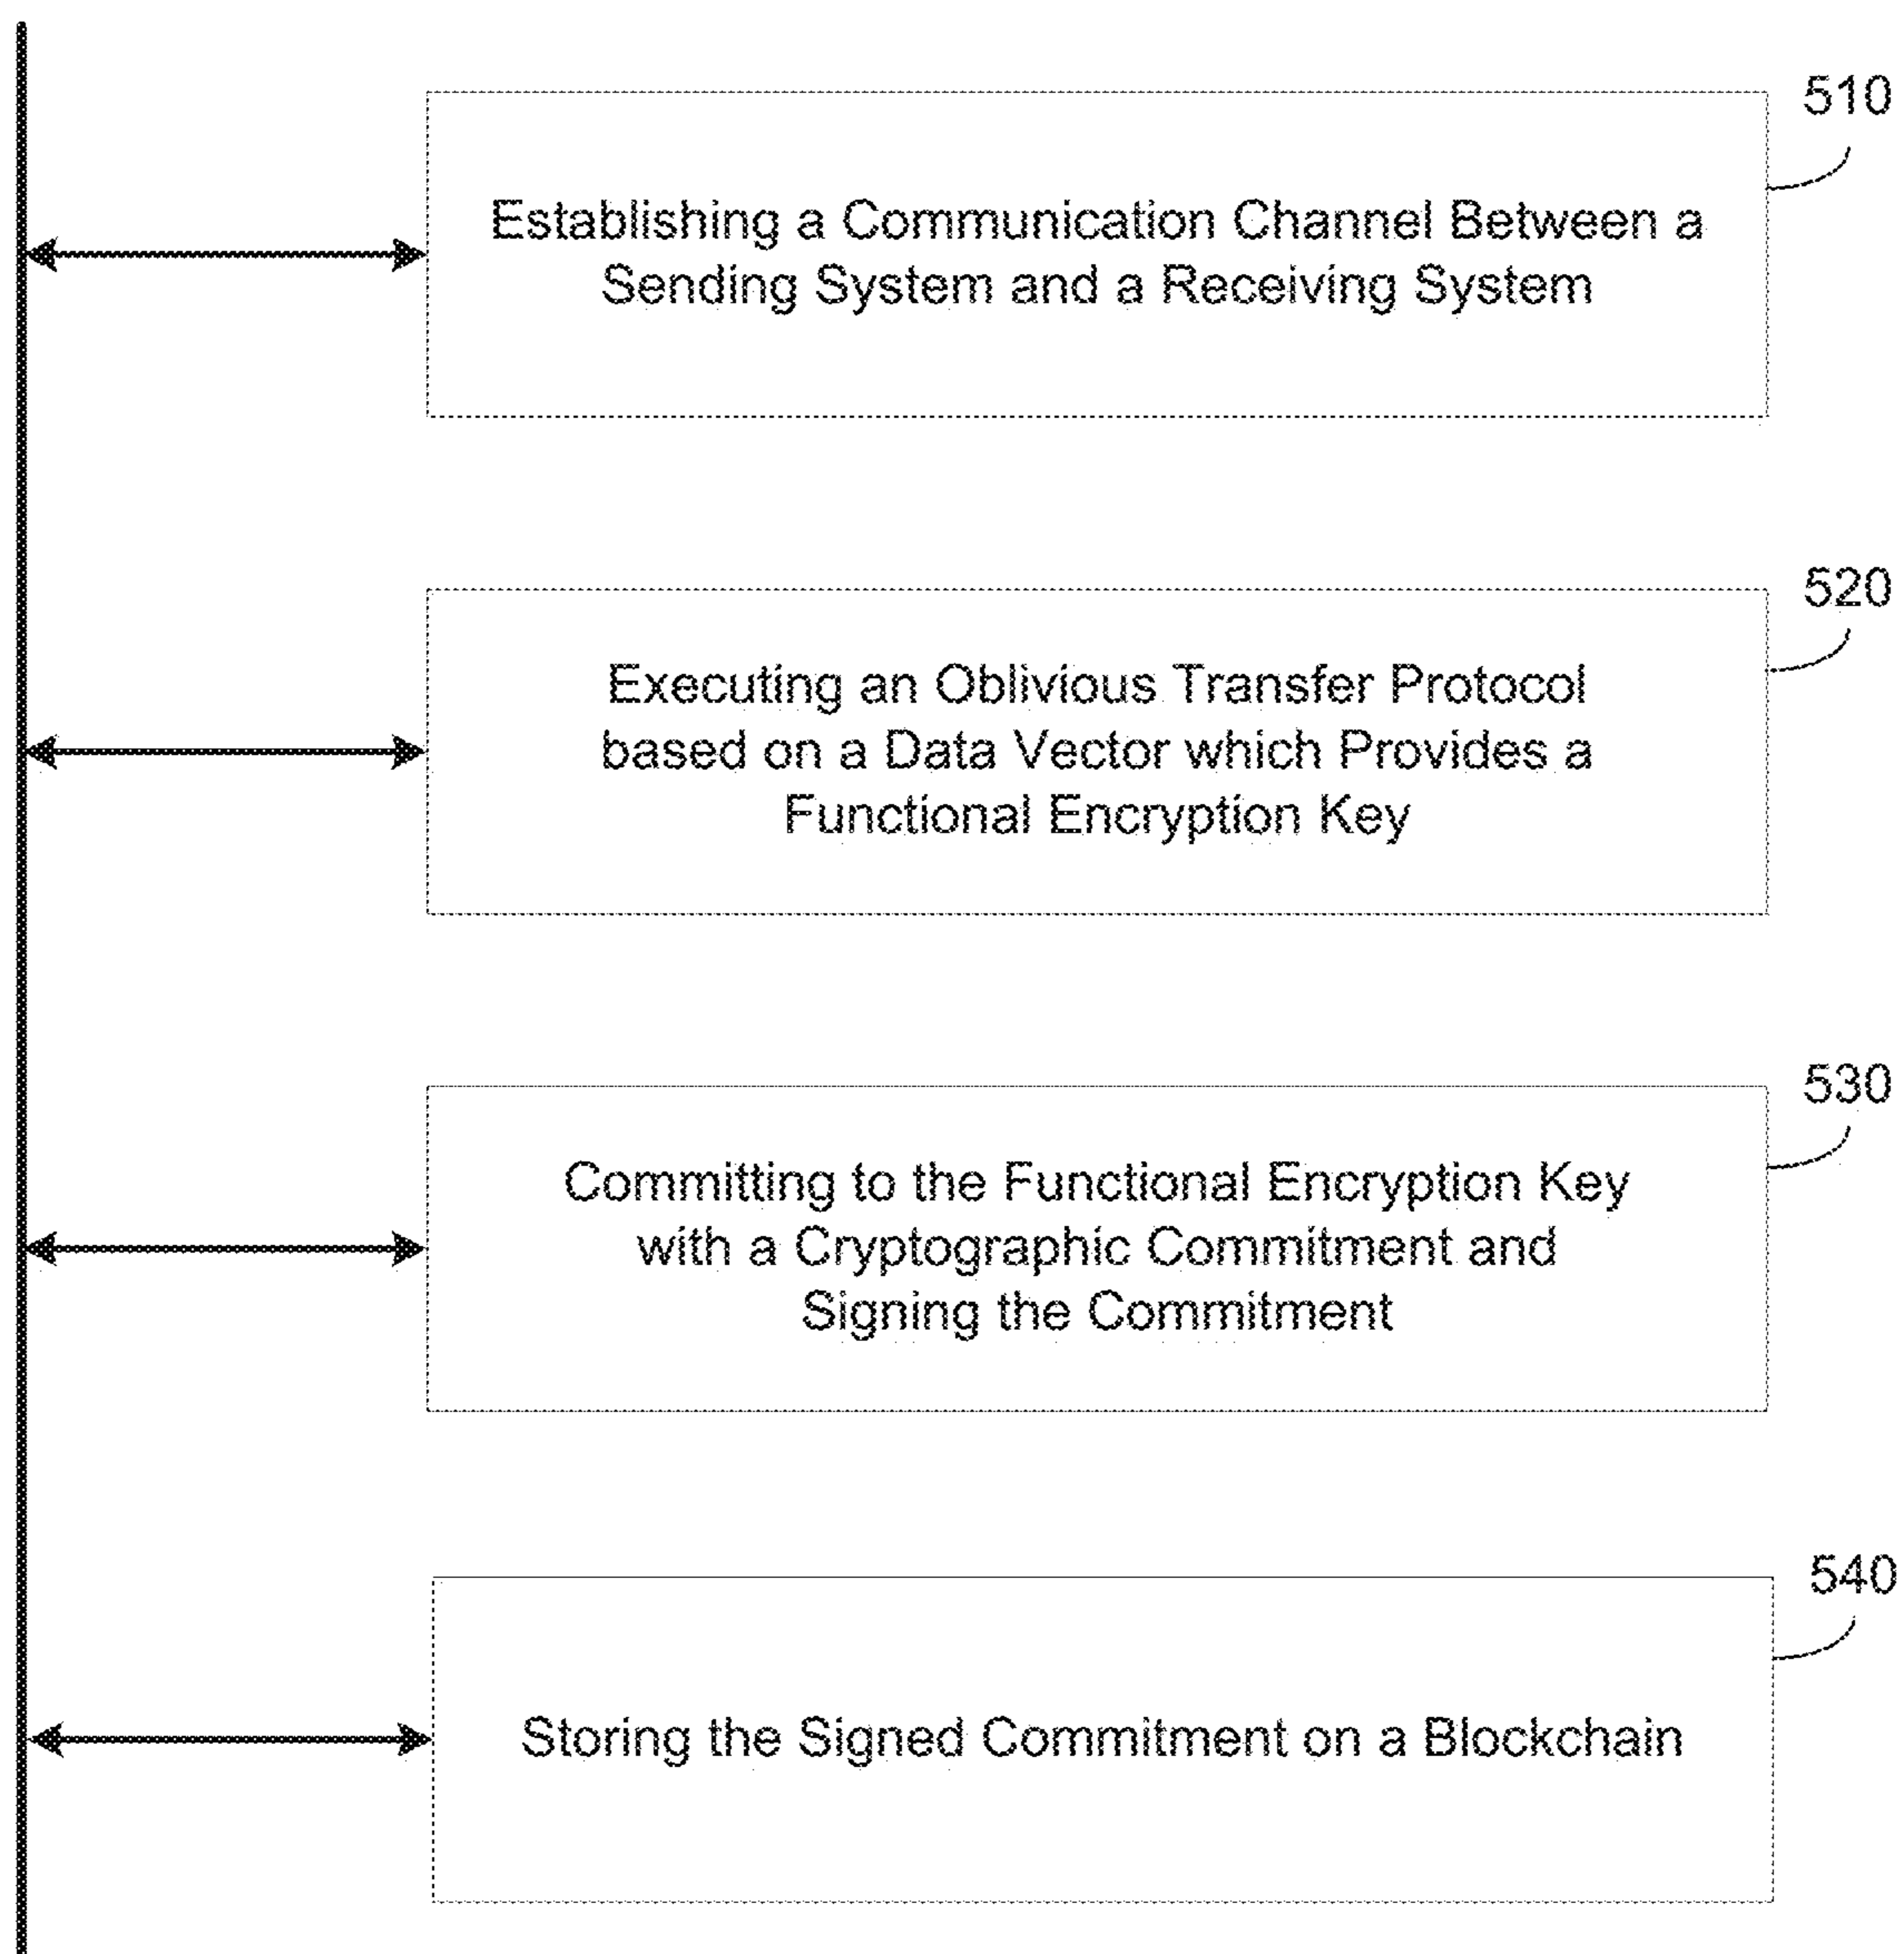 510
Establishing a Communication Channel Between a
Sending System and a Receiving System
520
Executing an Oblivious Transfer Protocol
based on a Data Vector which Provides a
Functional Encryption Key
530
Committing to the Functional Encryption Key
with a Cryptographic Commitment and
Signing the Commitment
540
Storing the Signed Commitment on a Blockchain